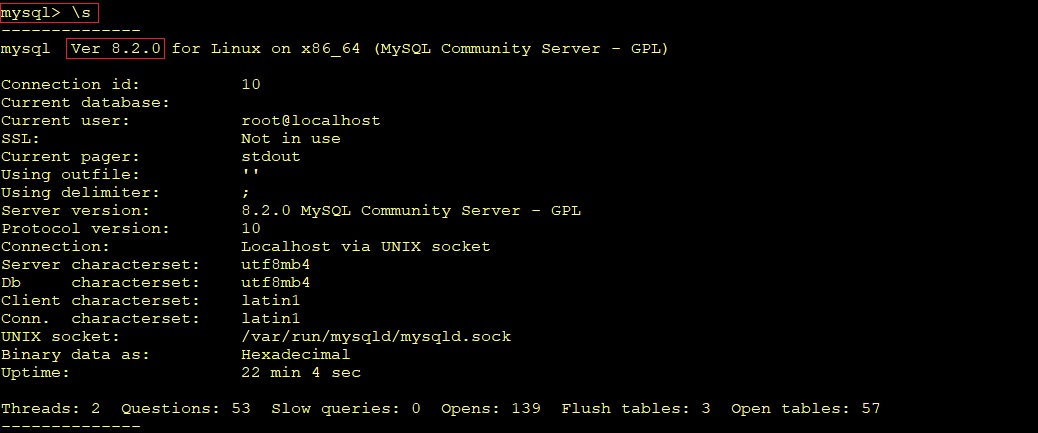 mysql> \s
--------------
mysql  Ver 8.2.0 for Linux on x86_64 (MySQL Community Server - GPL)

Connection id:          10
Current database:
Current user:           root@localhost
SSL:                    Not in use
Current pager:          stdout
Using outfile:          ''
Using delimiter:        ;
Server version:         8.2.0 MySQL Community Server - GPL
Protocol version:       10
Connection:             Localhost via UNIX socket
Server characterset:    utf8mb4
Db     characterset:    utf8mb4
Client characterset:    latin1
Conn.  characterset:    latin1
UNIX socket:            /var/run/mysqld/mysqld.sock
Binary data as:         Hexadecimal
Uptime:                 22 min 4 sec

Threads: 2  Questions: 53  Slow queries: 0  Opens: 139  Flush tables: 3  Open tables: 57
--------------